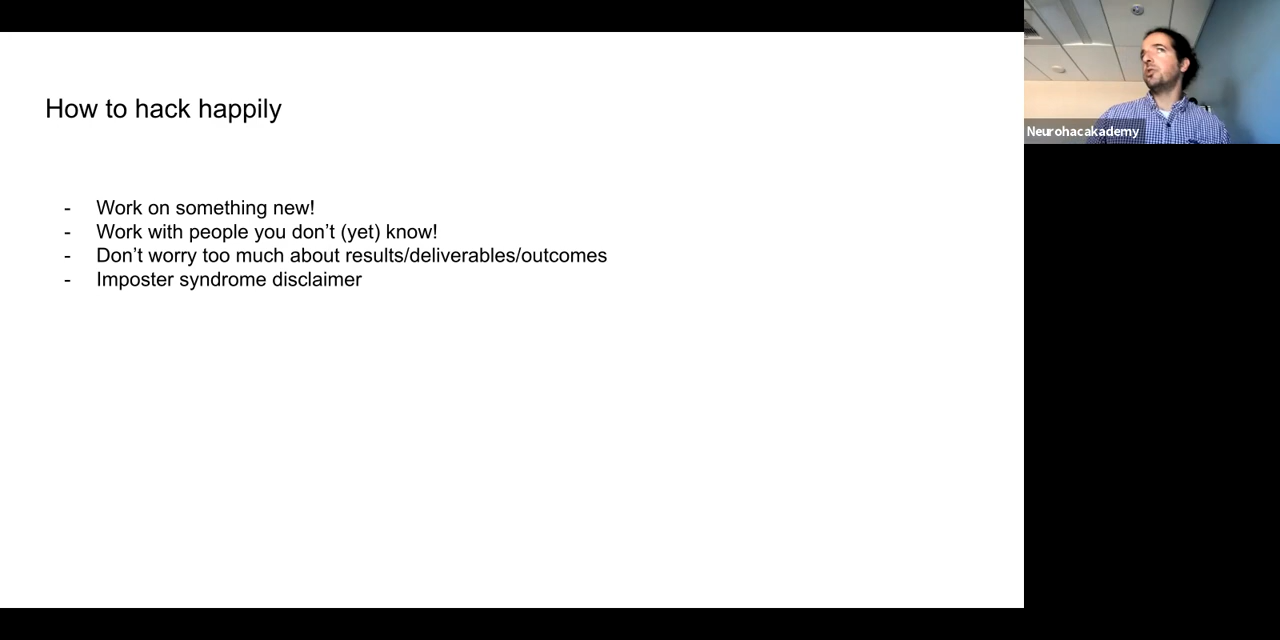 How to hack happily
- Work on something new!
- Work with people you don’t (yet) know!
- Don’t worry too much about results/deliverables/outcomes
- Imposter syndrome disclaimer
Neurohacakademy